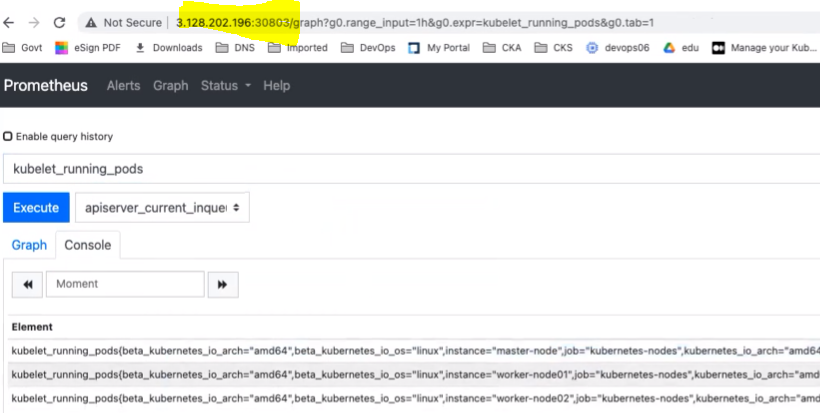 Not Secure | 3.128.202.196:30803/graph?g0.range_input=1h&g0.expr=kubelet_running_pods&g0.tab=1
Govt eSign PDF Downloads DNS Imported DevOps My Portal CKA CKS devops06 edu Manage your Kub...
Prometheus Alerts Graph Status Help
Enable query history
kubelet_running_pods
Execute apiserver_current_inque
Graph Console
Moment
Element
kubelet_running_pods{beta_kubernetes_io_arch="amd64",beta_kubernetes_io_os="linux",instance="master-node",job="kubernetes-nodes",kubernetes_io_arch="amd64
kubelet_running_pods{beta_kubernetes_io_arch="amd64",beta_kubernetes_io_os="linux",instance="worker-node01",job="kubernetes-nodes",kubernetes_io_arch="amd
kubelet_running_pods{beta_kubernetes_io_arch="amd64",beta_kubernetes_io_os="linux",instance="worker-node02",job="kubernetes-nodes",kubernetes_io_arch="amd